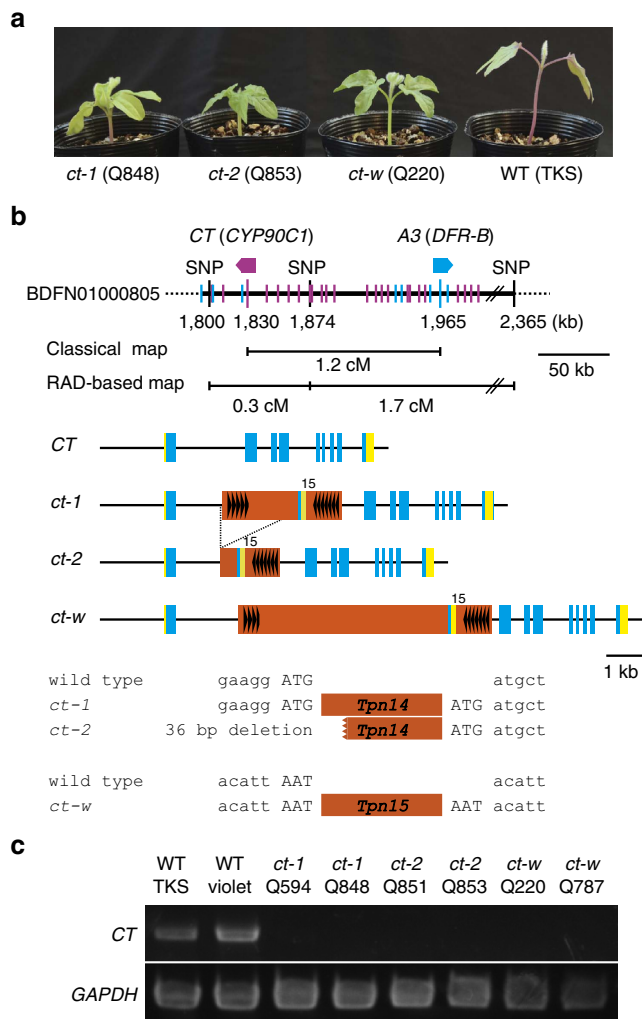 a
ct-1 (Q848) ct-2 (Q853) ct-w (Q220) WT (TKS)
b
CT (CYP90C1) A3 (DFR-B)
SNP SNP SNP
BDFN01000805
1,800 1,830 1,874 1,965 2,365 (kb)
Classical map
1.2 cM
50 kb
RAD-based map
0.3 cM 1.7 cM
CT
15
ct-1
15
ct-2
15
ct-w
1 kb
wild type gaagg ATG atgct
ct-1 gaagg ATG Tpn14 ATG atgct
ct-2 36 bp deletion Tpn14 ATG atgct
wild type acatt AAT acatt
ct-w acatt AAT Tpn15 AAT acatt
c
WT WT ct-1 ct-1 ct-2 ct-2 ct-w ct-w
TKS violet Q594 Q848 Q851 Q853 Q220 Q787
CT
GAPDH